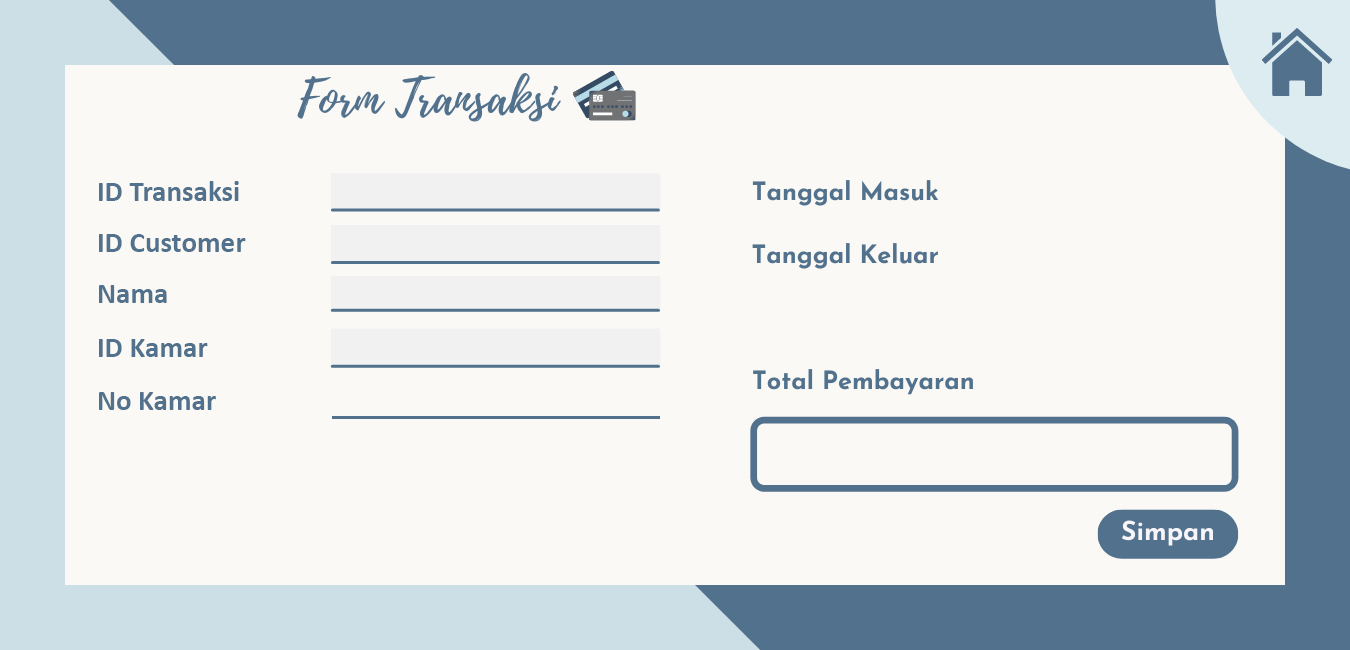 Form Transaksi
ID Transaksi
ID Customer
Nama
ID Kamar
No Kamar
Tanggal Masuk
Tanggal Keluar
Total Pembayaran
Simpan